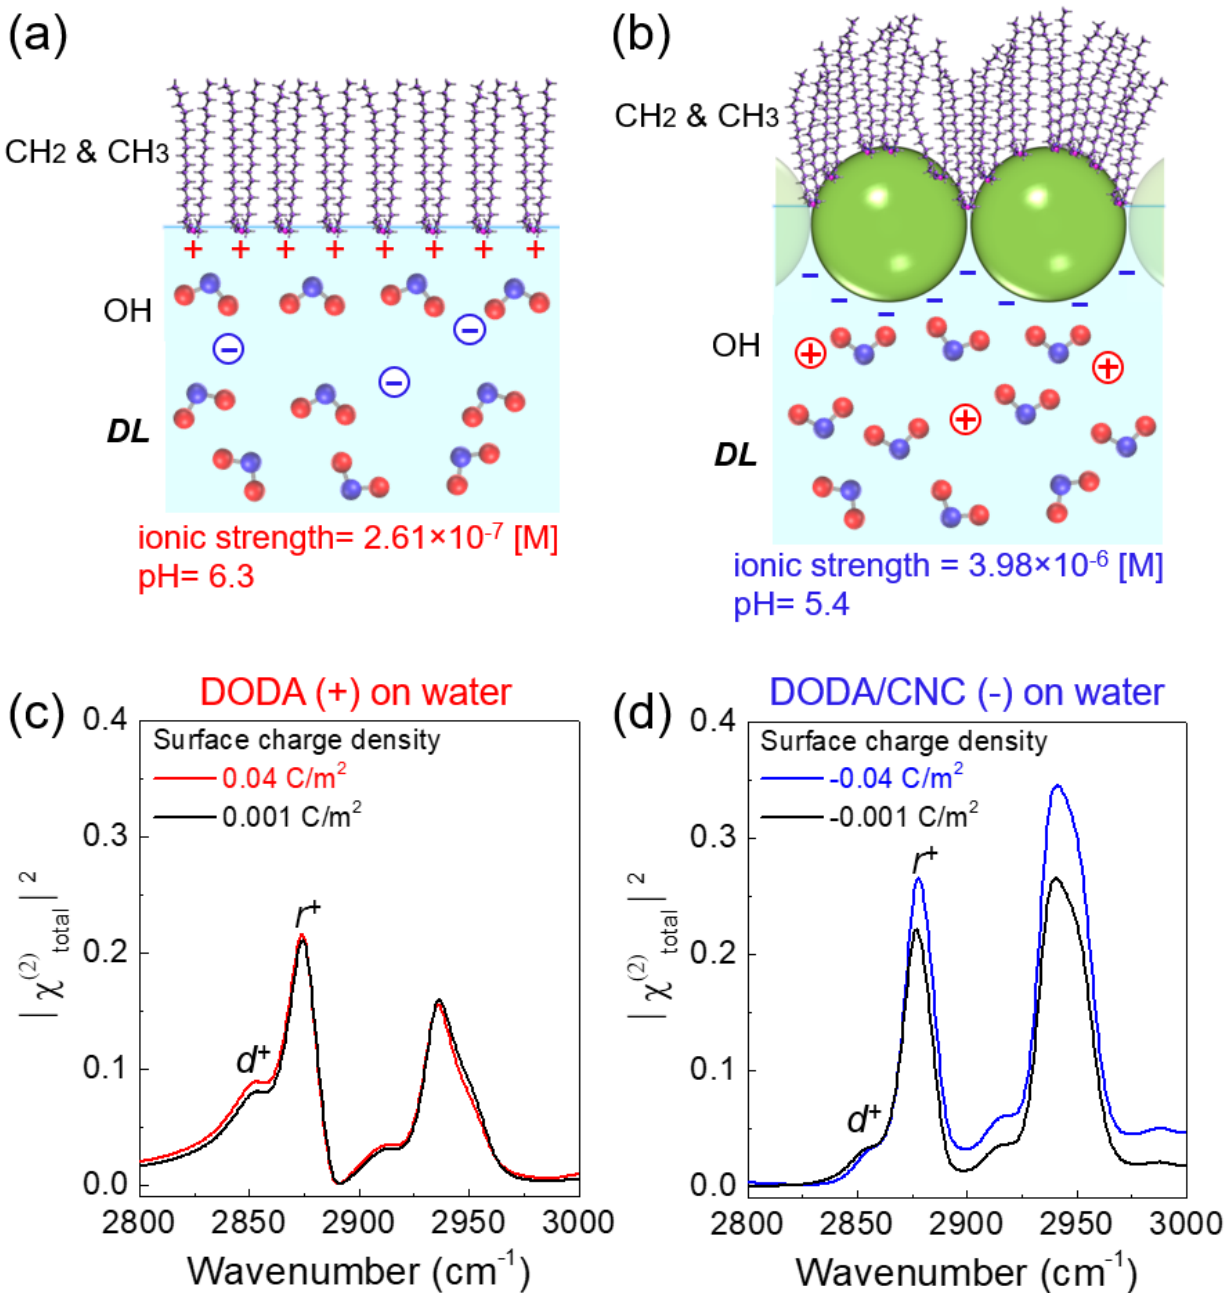 (a)
CH2 & CH3
+ + + + + + + +
OH
−
−
−
DL
ionic strength= 2.61×10⁻⁷ [M]
pH= 6.3
(b)
CH2 & CH3
− − − − − − − −
OH
+
+
+
DL
ionic strength = 3.98×10⁻⁶ [M]
pH= 5.4
(c)
DODA (+) on water
Surface charge density
0.04 C/m²
0.001 C/m²
r⁺
d⁺
0.4
0.3
0.2
0.1
0.0
| χ⁽²⁾total | ²
2800 2850 2900 2950 3000
Wavenumber (cm⁻¹)
(d)
DODA/CNC (-) on water
Surface charge density
-0.04 C/m²
-0.001 C/m²
r⁺
d⁺
0.4
0.3
0.2
0.1
0.0
| χ⁽²⁾total | ²
2800 2850 2900 2950 3000
Wavenumber (cm⁻¹)